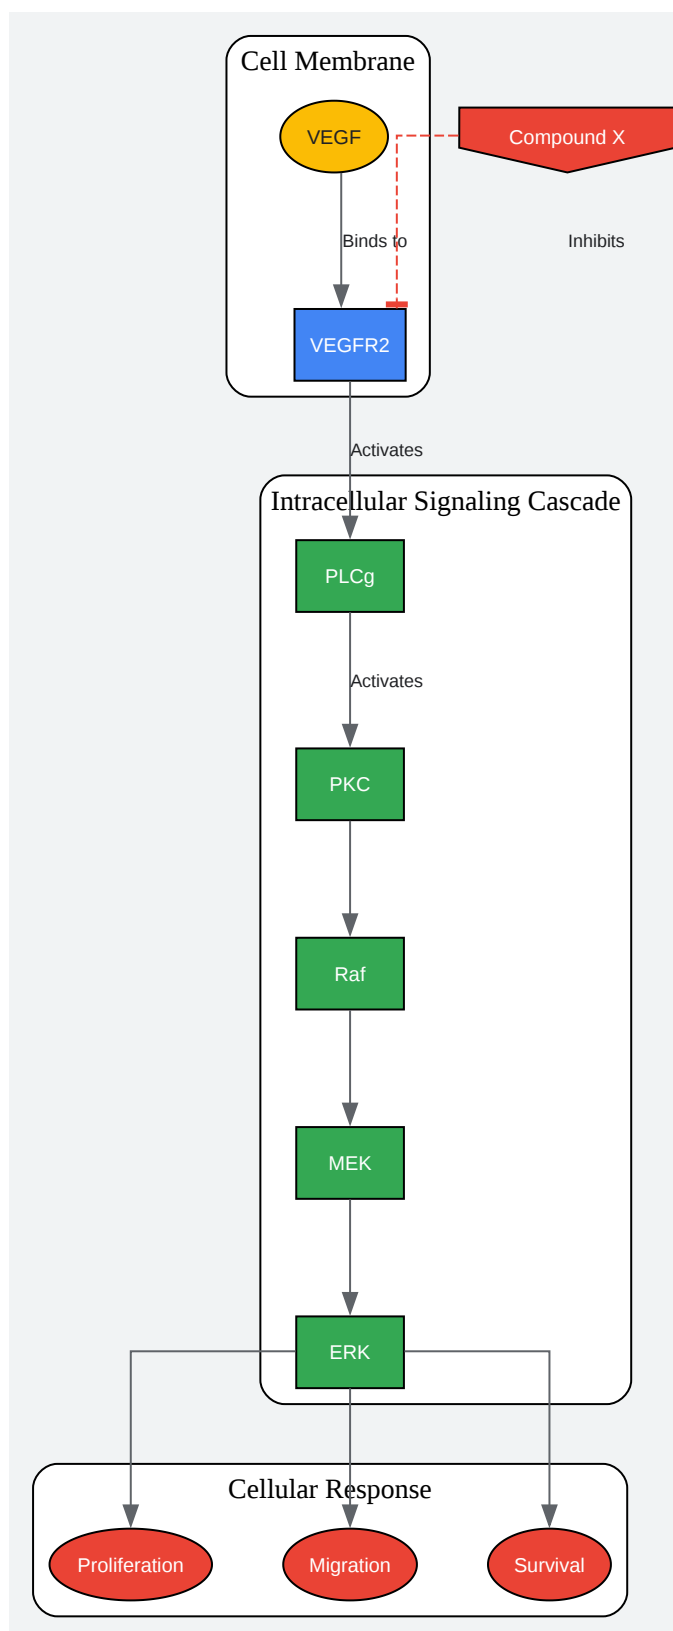 Cell Membrane
VEGF
Compound X
Binds to
Inhibits
VEGFR2
Activates
Intracellular Signaling Cascade
PLCg
Activates
PKC
Raf
MEK
ERK
Cellular Response
Proliferation
Migration
Survival